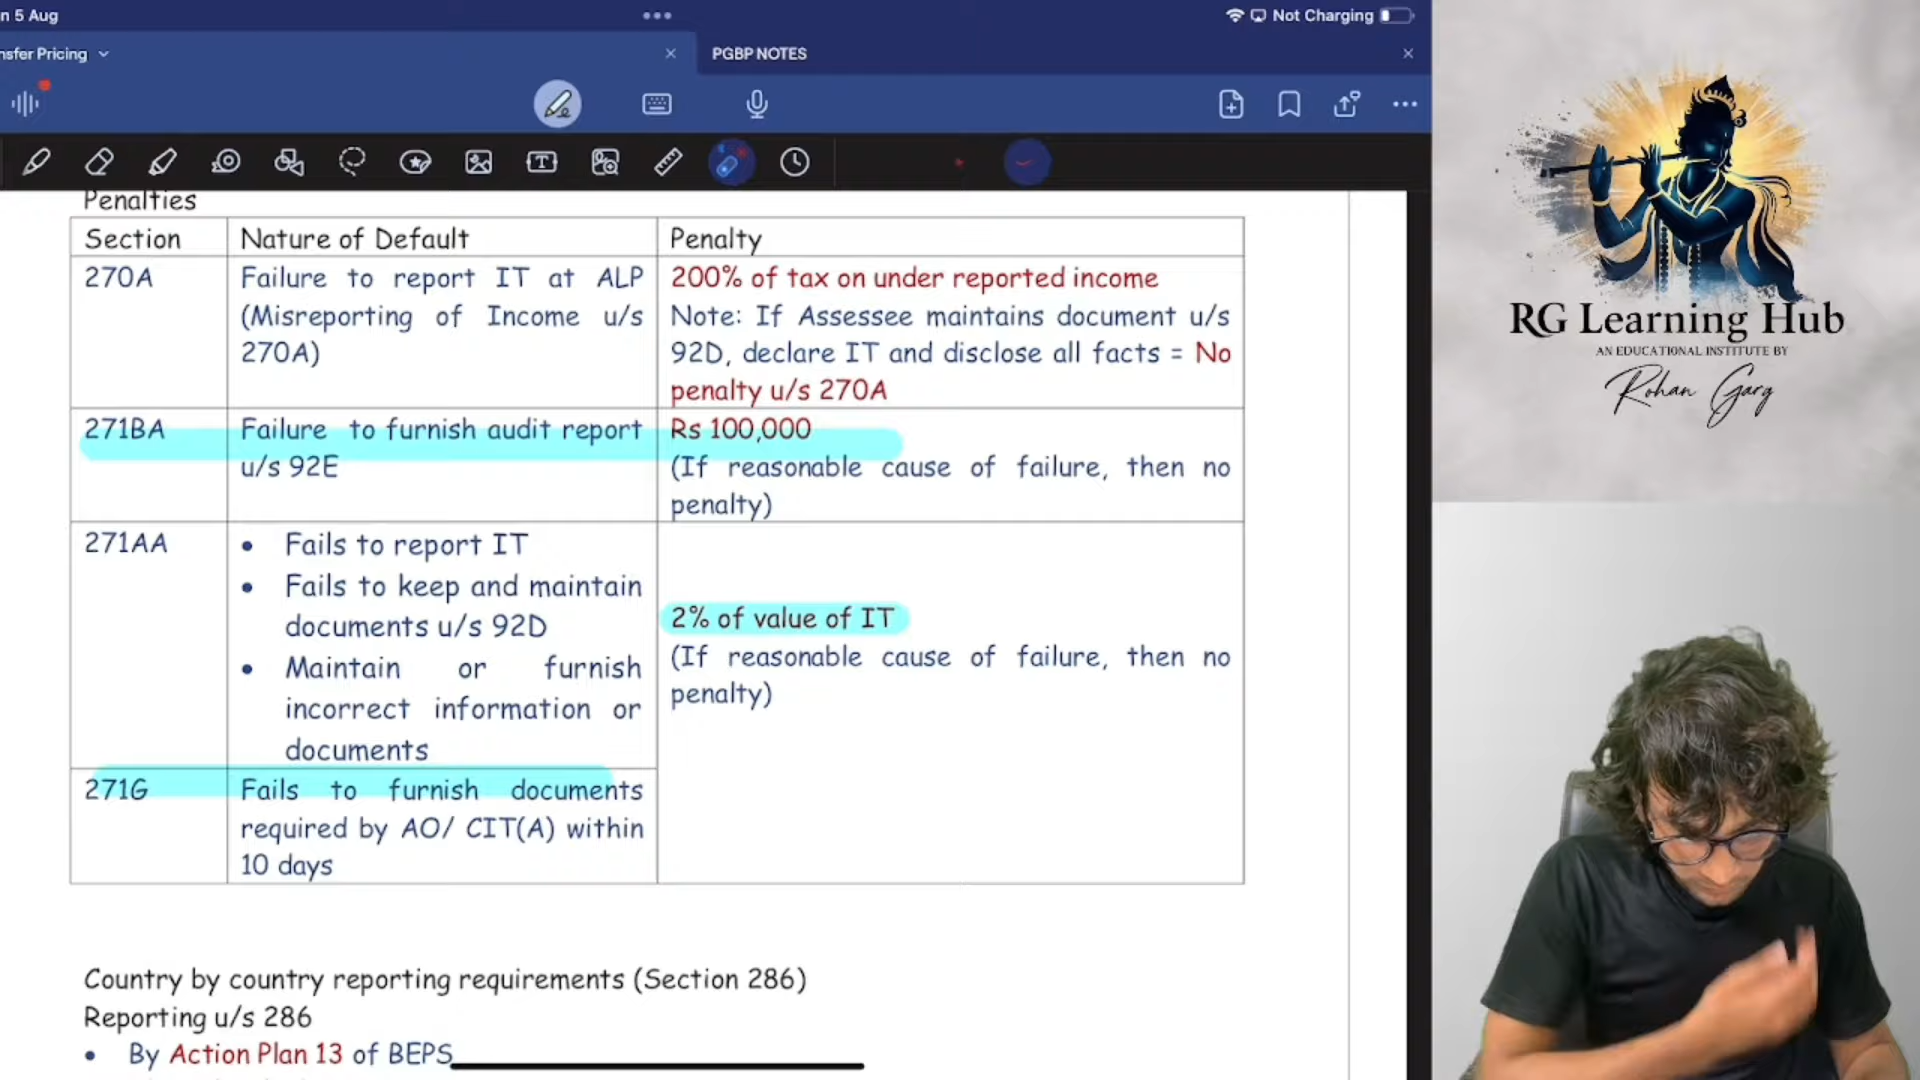 n 5 Aug
Not Charging
nsfer Pricing
PGBP NOTES
Penalties
Section Nature of Default Penalty
270A Failure to report IT at ALP 200% of tax on under reported income
(Misreporting of Income u/s Note: If Assessee maintains document u/s
270A) 92D, declare IT and disclose all facts = No
penalty u/s 270A
271BA Failure to furnish audit report Rs 100,000
u/s 92E (If reasonable cause of failure, then no
penalty)
271AA • Fails to report IT
• Fails to keep and maintain
documents u/s 92D 2% of value of IT
• Maintain or furnish (If reasonable cause of failure, then no
incorrect information or penalty)
documents
271G Fails to furnish documents
required by AO/ CIT(A) within
10 days
Country by country reporting requirements (Section 286)
Reporting u/s 286
• By Action Plan 13 of BEPS
RG Learning Hub
AN EDUCATIONAL INSTITUTE BY
Rohan Garg